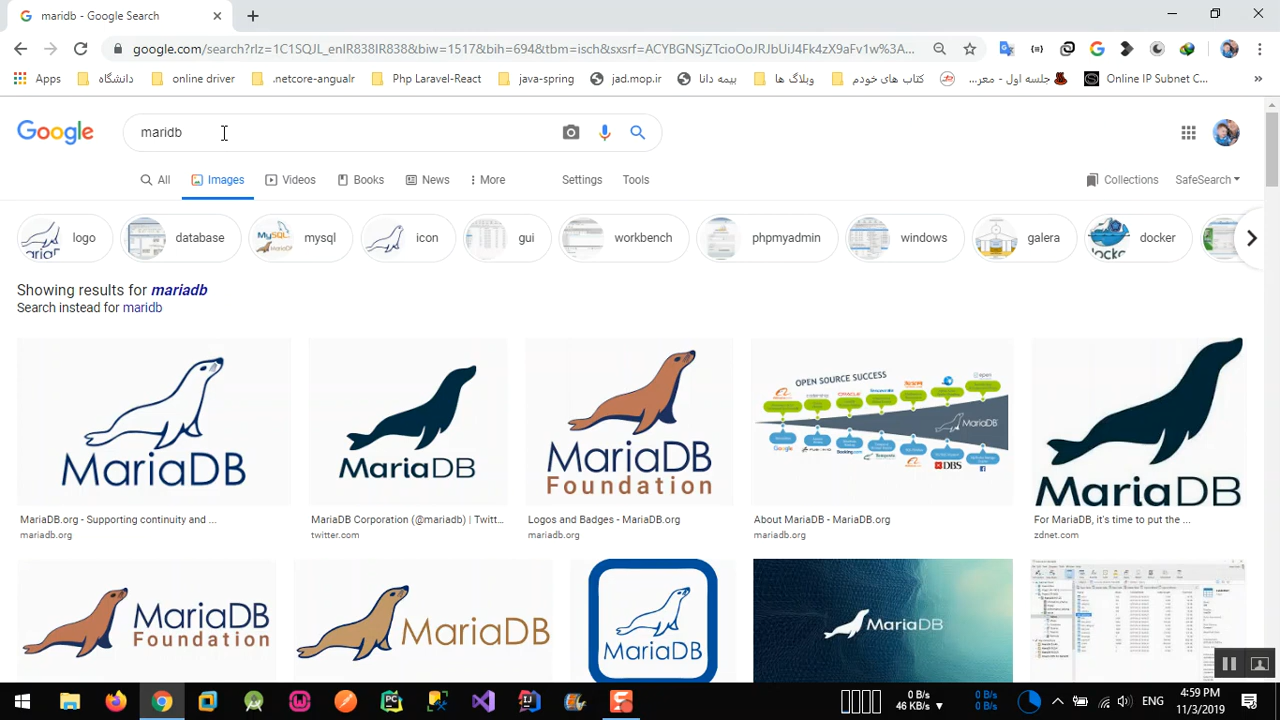 maridb - Google Search
google.com/search?rlz=1C1SQJL_enIR838IR838&biw=1517&bih=694&tbm=isch&sxsrf=ACYBGNSjZTcioOoJRJbUiJ4Fk4zX9aFv1w%3A...
Apps دانشگاه online driver .netcore-angualr Php Laravel-React java-spring jad.mop.ir بیمه دانا وبلاگ ها کتاب های خودم جلسه اول - معر... Online IP Subnet C...
Google maridb
All Images Videos Books News More Settings Tools Collections SafeSearch
logo database mysql icon gui workbench phpmyadmin windows galera docker
Showing results for mariadb
Search instead for maridb
OPEN SOURCE SUCCESS
MariaDB MariaDB MariaDB Foundation MariaDB
MariaDB.org - Supporting continuity and ... MariaDB Corporation (@mariadb) | Twitt... Logos and Badges - MariaDB.org About MariaDB - MariaDB.org For MariaDB, it's time to put the ...
mariadb.org twitter.com mariadb.org mariadb.org zdnet.com
MariaDB Foundation MariaDB MariaDB MariaDB
0 B/s 0 B/s 4:59 PM
46 KB/s 0 B/s ENG 11/3/2019